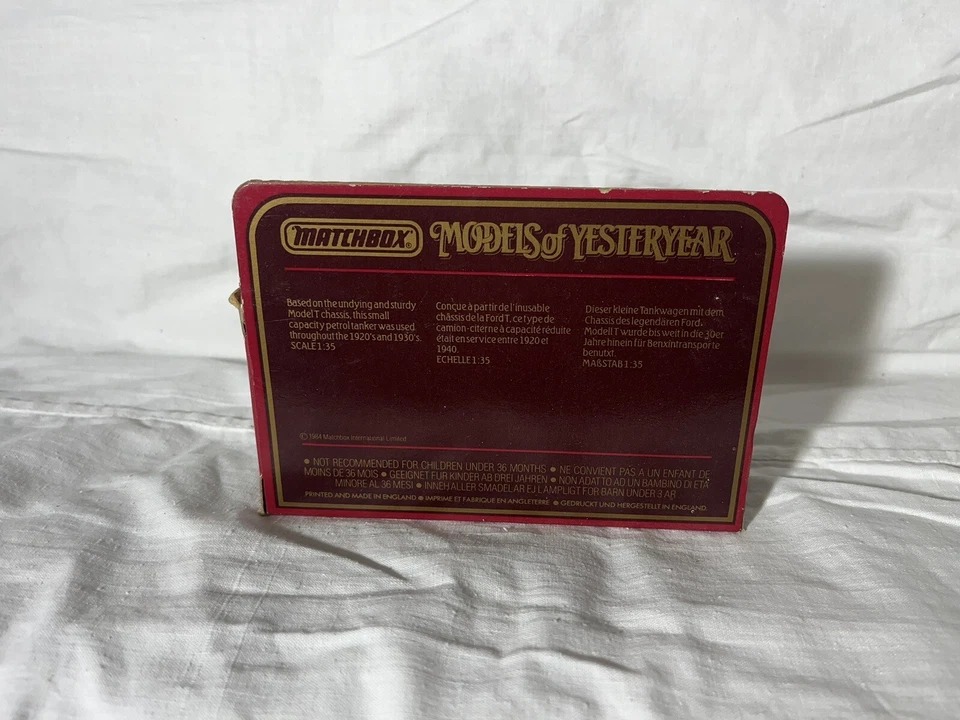 MATCHBOX® MODELS of YESTERYEAR
Based on the undying and sturdy
Model T chassis, this small
capacity petrol tanker was used
throughout the 1920's and 1930's.
SCALE 1:35
Conçue à partir de l'inusable
châssis de la Ford T, cet type de
camion-citerne à capacité réduite
était en service entre 1920 et
1940.
ECHELLE 1:35
Dieser kleine Tankwagen mit dem
Chassis des legendären Ford,
Modell T wurde bis weit in die 30er
Jahre hinein für Benxintransporte
benutxt.
MAßSTAB 1:35
© 1984 Matchbox International Limited
• NOT RECOMMENDED FOR CHILDREN UNDER 36 MONTHS • NE CONVIENT PAS A UN ENFANT DE
MOINS DE 36 MOIS • GEEIGNET FUR KINDER AB DREI JAHREN • NON ADATTO AD UN BAMBINO DI ETA
MINORE AL 36 MESI • INNEHALLER SMADELAR EJ LAMPLIGT FOR BARN UNDER 3 AR
PRINTED AND MADE IN ENGLAND • IMPRIME ET FABRIQUE EN ANGLETERRE • GEDRUCKT UND HERGESTELLT IN ENGLAND